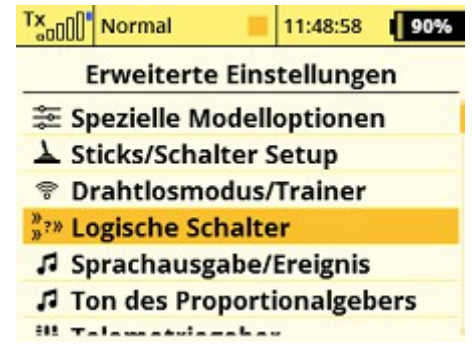 Tx Normal 11:48:58 90%
Erweiterte Einstellungen
Spezielle Modelloptionen
Sticks/Schalter Setup
Drahtlosmodus/Trainer
Logische Schalter
Sprachausgabe/Ereignis
Ton des Proportionalgebers